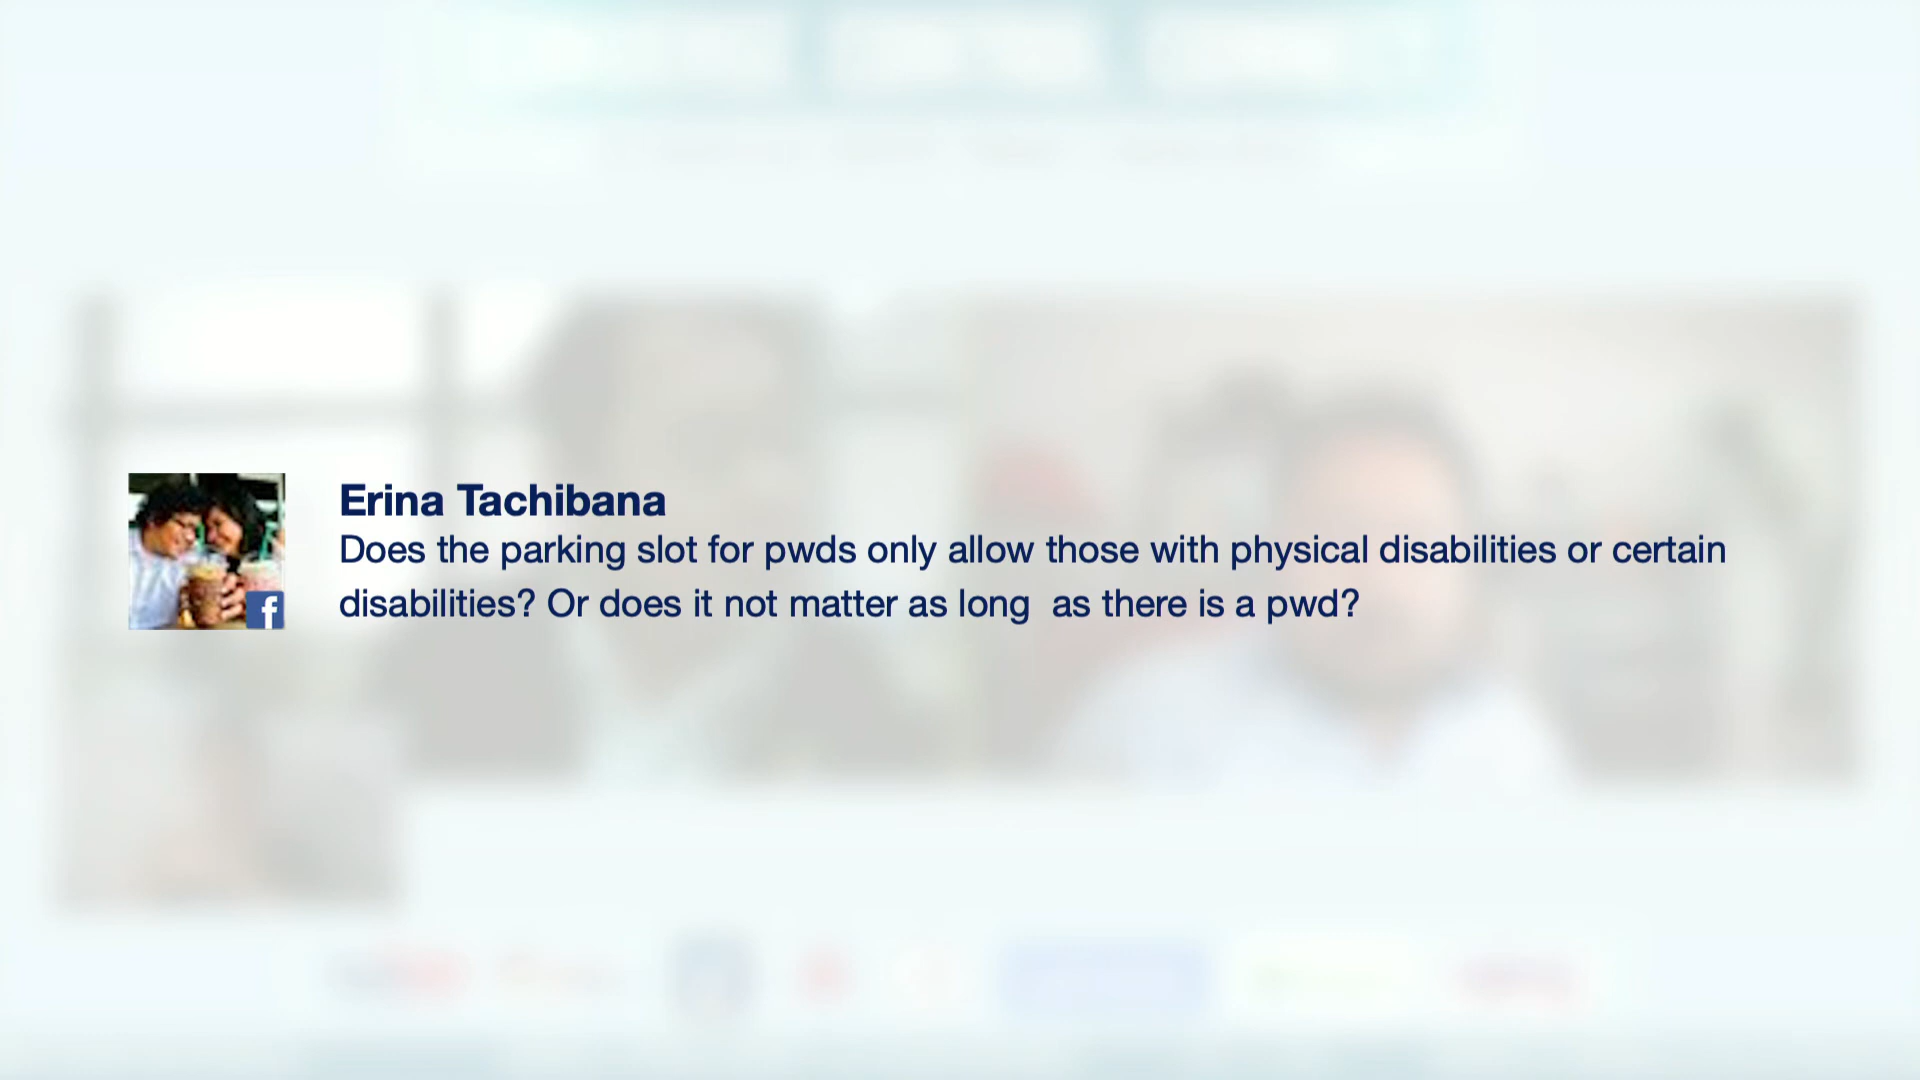 Erina Tachibana
Does the parking slot for pwds only allow those with physical disabilities or certain
disabilities? Or does it not matter as long  as there is a pwd?